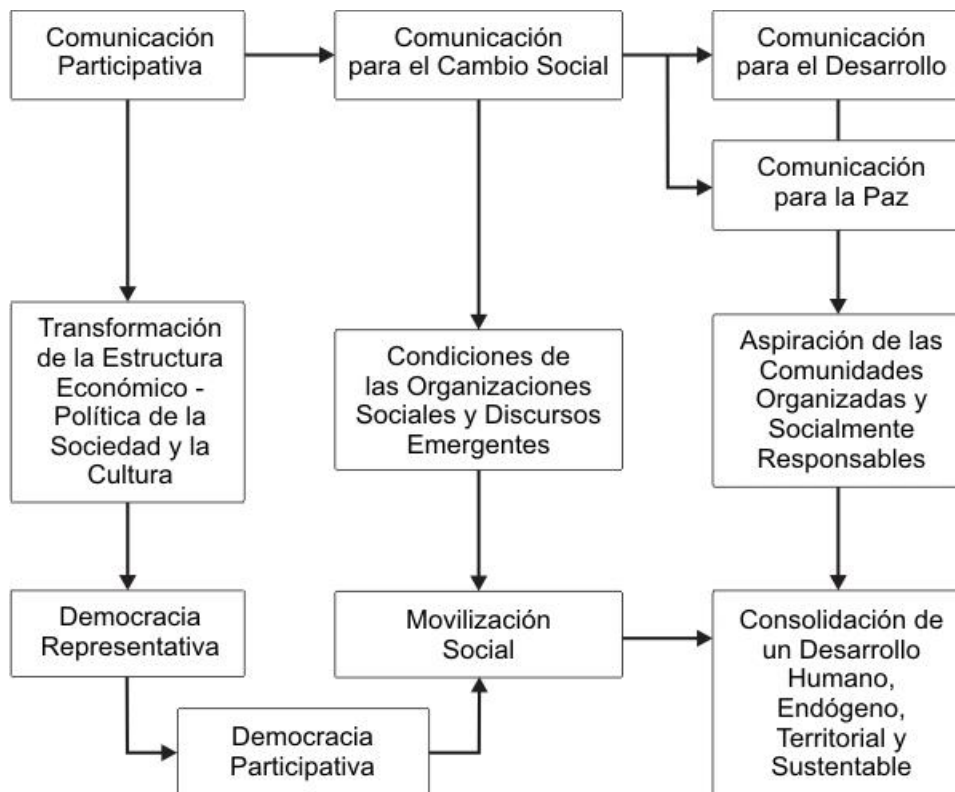 Comunicación
Participativa
Comunicación
para el Cambio Social
Comunicación
para el Desarrollo
Comunicación
para la Paz
Transformación
de la Estructura
Económico -
Política de la
Sociedad y la
Cultura
Condiciones de
las Organizaciones
Sociales y Discursos
Emergentes
Aspiración de las
Comunidades
Organizadas y
Socialmente
Responsables
Democracia
Representativa
Movilización
Social
Consolidación de
un Desarrollo
Humano,
Endógeno,
Territorial y
Sustentable
Democracia
Participativa